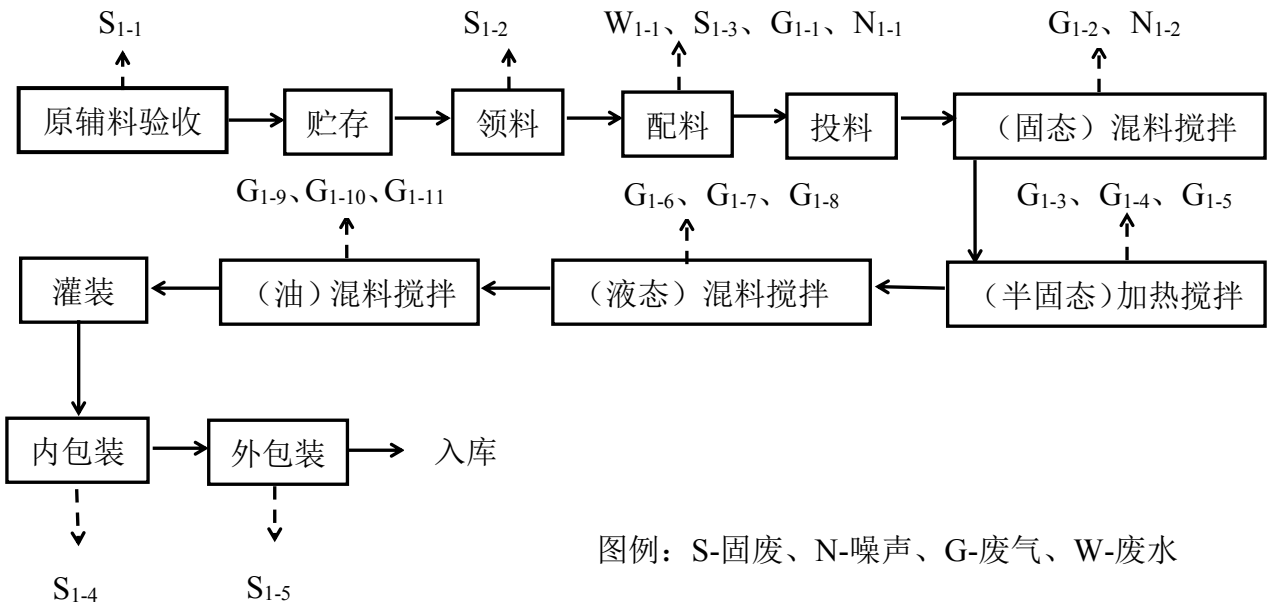 S1-1
S1-2
W1-1、S1-3、G1-1、N1-1
G1-2、N1-2
原辅料验收
贮存
领料
配料
投料
（固态）混料搅拌
G1-9、G1-10、G1-11
G1-6、G1-7、G1-8
G1-3、G1-4、G1-5
灌装
（油）混料搅拌
（液态）混料搅拌
（半固态）加热搅拌
内包装
外包装
入库
图例：S-固废、N-噪声、G-废气、W-废水
S1-4
S1-5